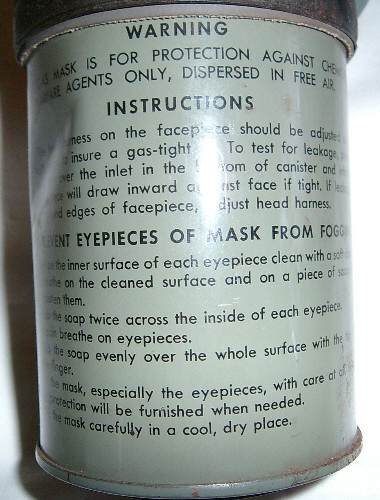 WARNING
MASK IS FOR PROTECTION AGAINST
AGENTS ONLY, DISPERSED IN FREE AIR.
INSTRUCTIONS
on the facepiece should be adjusted
insure a gas-tight To test for leakage,
over the inlet in the of canister and
will draw inward face if tight. If
edges of facepiece, adjust head harness.
EYEPIECES OF MASK FROM
the inner surface of each eyepiece clean with a soft
on the cleaned surface and on a piece of
them.
the soap twice across the inside of each eyepiece.
breathe on eyepieces.
the soap evenly over the whole surface with the
finger.
the mask, especially the eyepieces, with care at
protection will be furnished when needed.
the mask carefully in a cool, dry place.